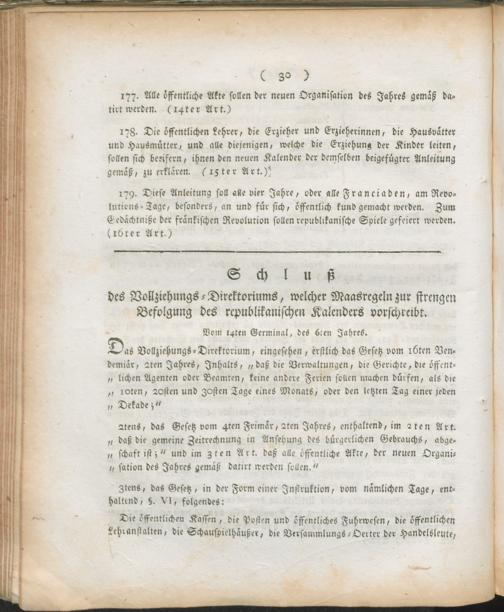 ( 30 )
177. Alle öffentliche Akte sollen der neuen Organisation des Jahres gemäß da-
tirt werden. (14ter Art.)
178. Die öffentlichen Lehrer, die Erzieher und Erzieherinnen, die Hausvätter
und Hausmütter, und alle diejenigen, welche die Erziehung der Kinder leiten,
sollen sich beeifern, ihnen den neuen Kalender der demselben beigefügter Anleitung
gemäß, zu erklären. (15ter Art.)
179. Diese Anleitung soll alle vier Jahre, oder alle Franciaden, am Revo-
lutions-Tage, besonders, an und für sich, öffentlich kund gemacht werden. Zum
Gedächtniße der fränkischen Revolution sollen republikanische Spiele gefeiert werden.
(16ter Art.)
Schluß
des Vollziehungs-Direktoriums, welcher Maasregeln zur strengen
Befolgung des republikanischen Kalenders vorschreibt.
Vom 14ten Germinal, des 6ten Jahres.
Das Vollziehungs-Direktorium, eingesehen, erstlich das Gesetz vom 16ten Ven-
demiär, 2ten Jahres, Inhalts, „daß die Verwaltungen, die Gerichte, die öffent-
„ lichen Agenten oder Beamten, keine andere Ferien sollen machen dürfen, als die
„ 10ten, 20sten und 30sten Tage eines Monats, oder den letzten Tag einer jeden
„ Dekade;“
2tens, das Gesetz vom 4ten Frimär, 2ten Jahres, enthaltend, im 2ten Art.
„ daß die gemeine Zeitrechnung in Ansehung des bürgerlichen Gebrauchs, abge-
„ schaft ist;“ und im 3ten Art. daß alle öffentliche Akte, der neuen Organi-
„ sation des Jahres gemäß datirt werden sollen.“
3tens, das Gesetz, in der Form einer Instruktion, vom nämlichen Tage, ent-
haltend, §. VI, folgendes:
Die öffentlichen Kassen, die Posten und öffentliches Fuhrwesen, die öffentlichen
Lehranstalten, die Schauspielhäußer, die Versammlungs-Oerter der Handelsleute,